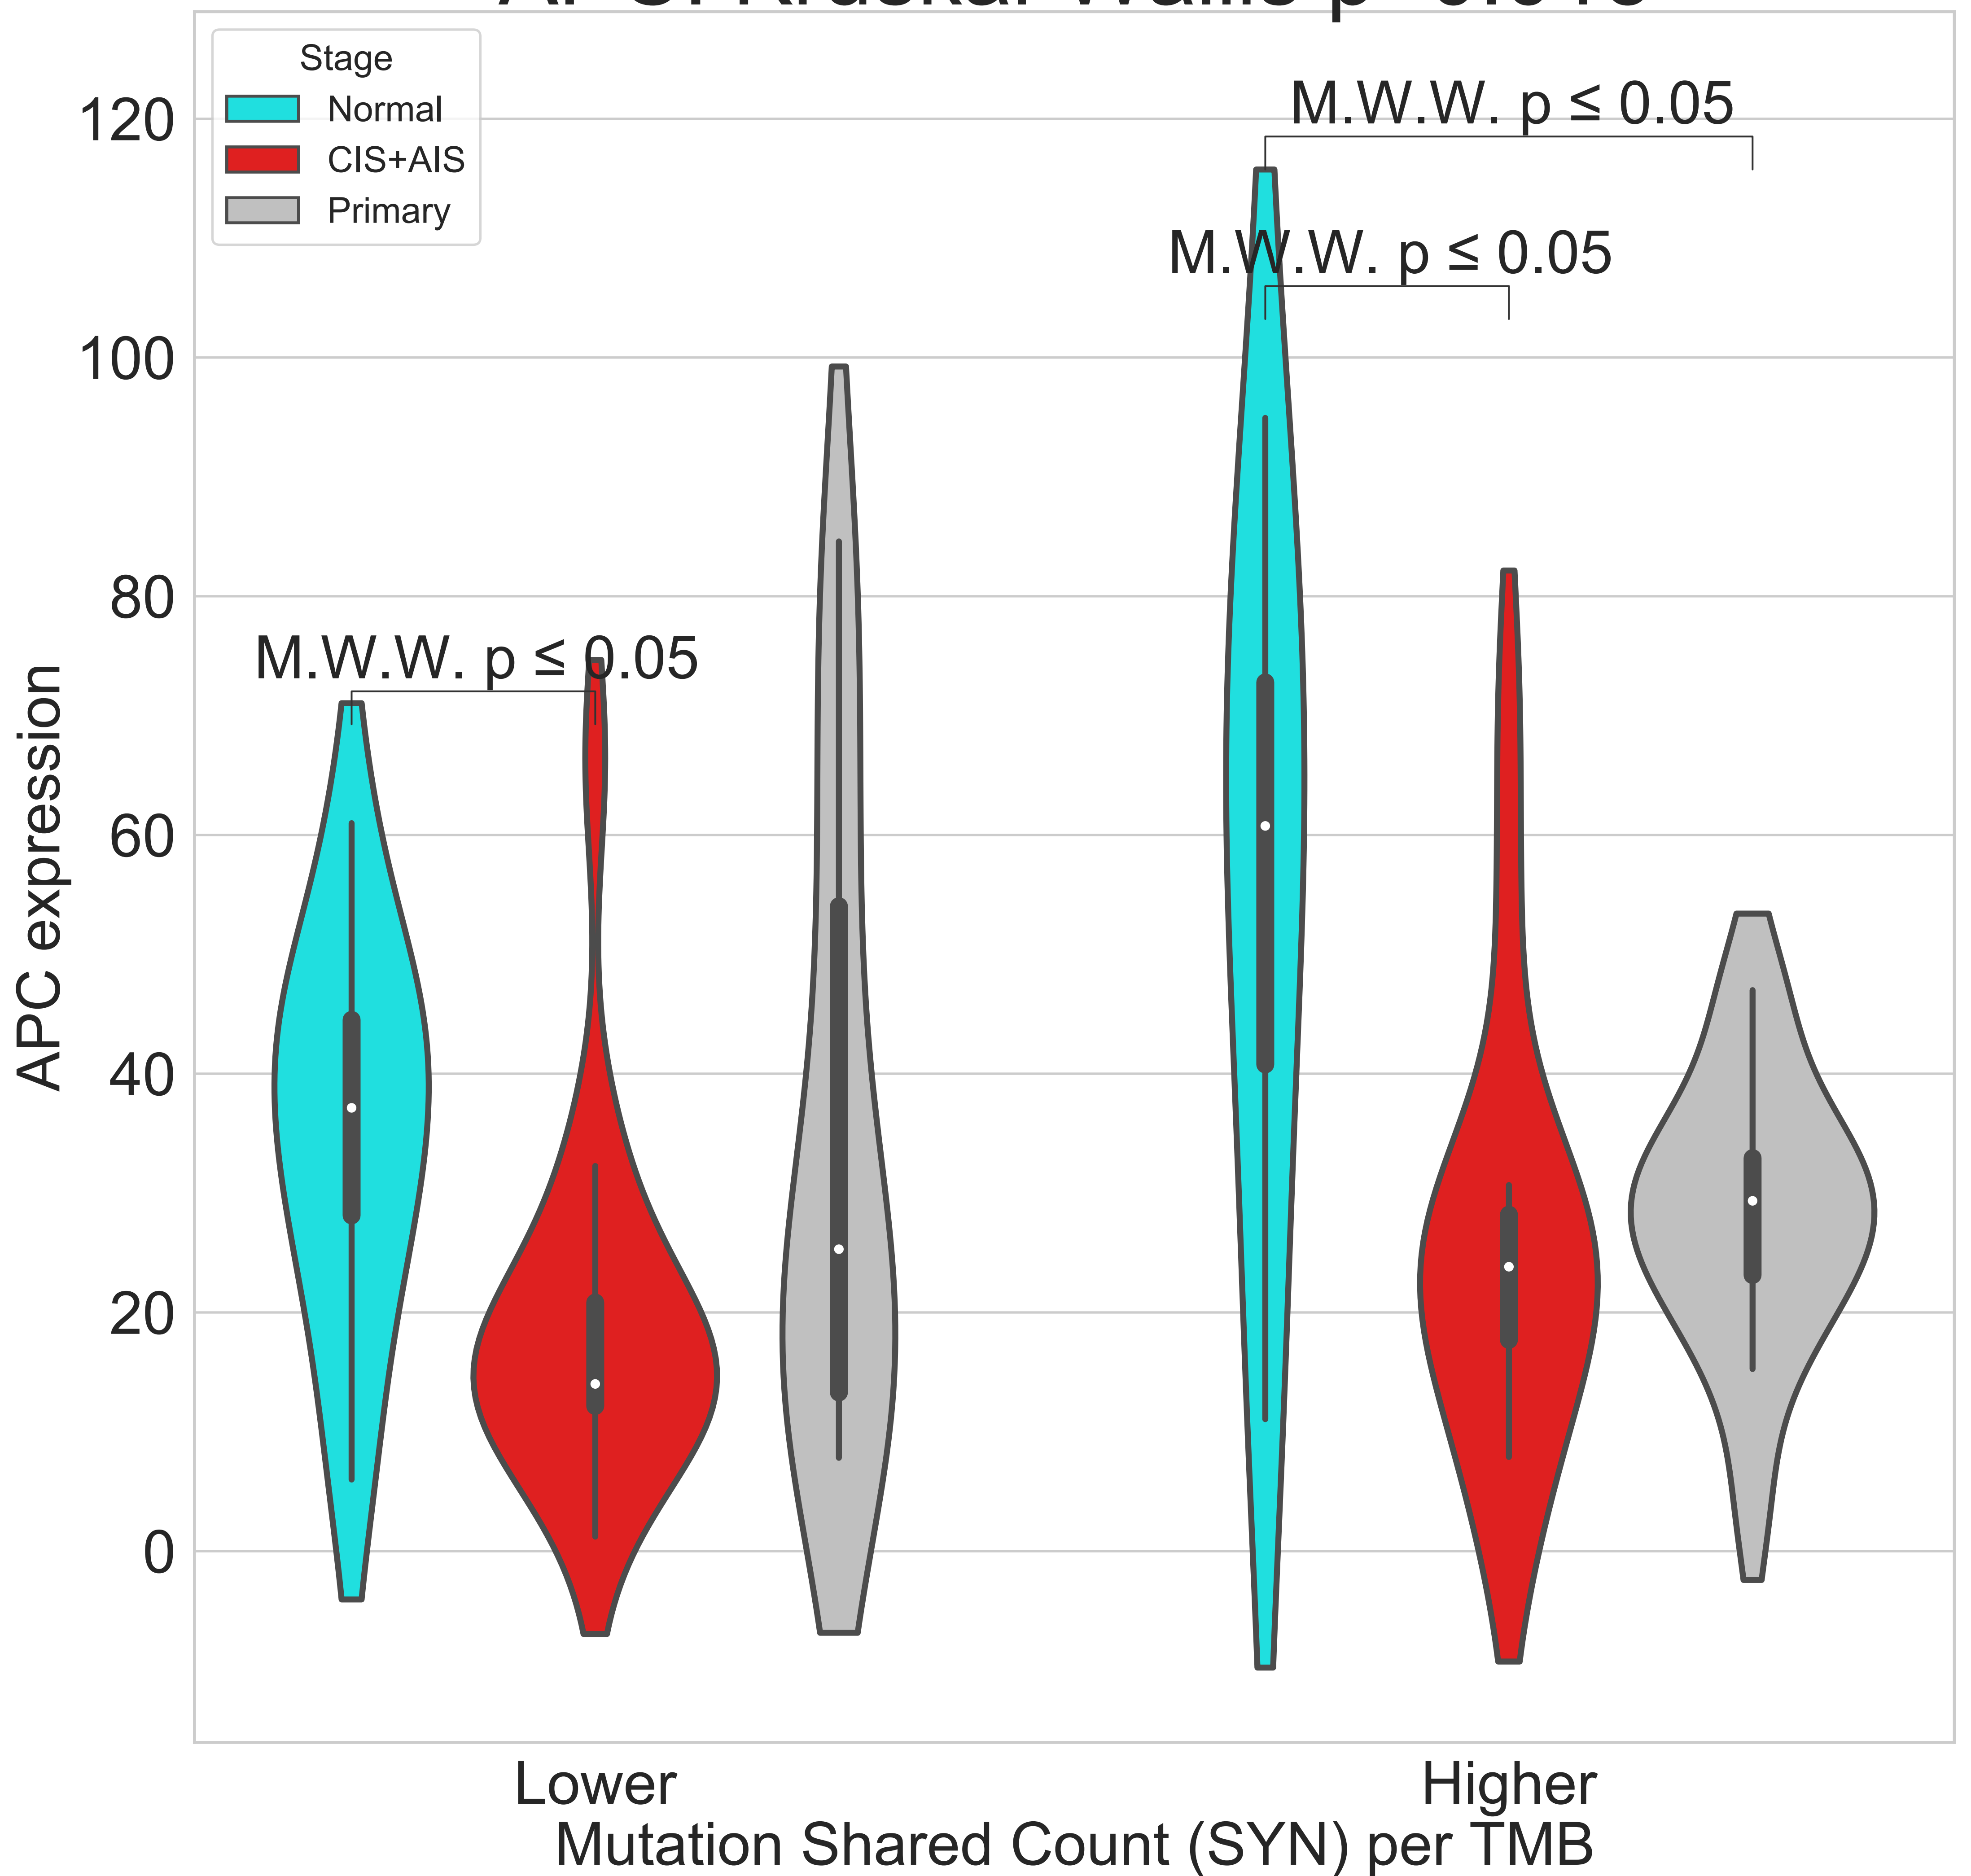 Stage
Normal
CIS+AIS
Primary
M.W.W. p ≤ 0.05
M.W.W. p ≤ 0.05
M.W.W. p ≤ 0.05
120
100
80
60
40
20
0
APC expression
Lower
Higher
Mutation Shared Count (SYN) per TMB